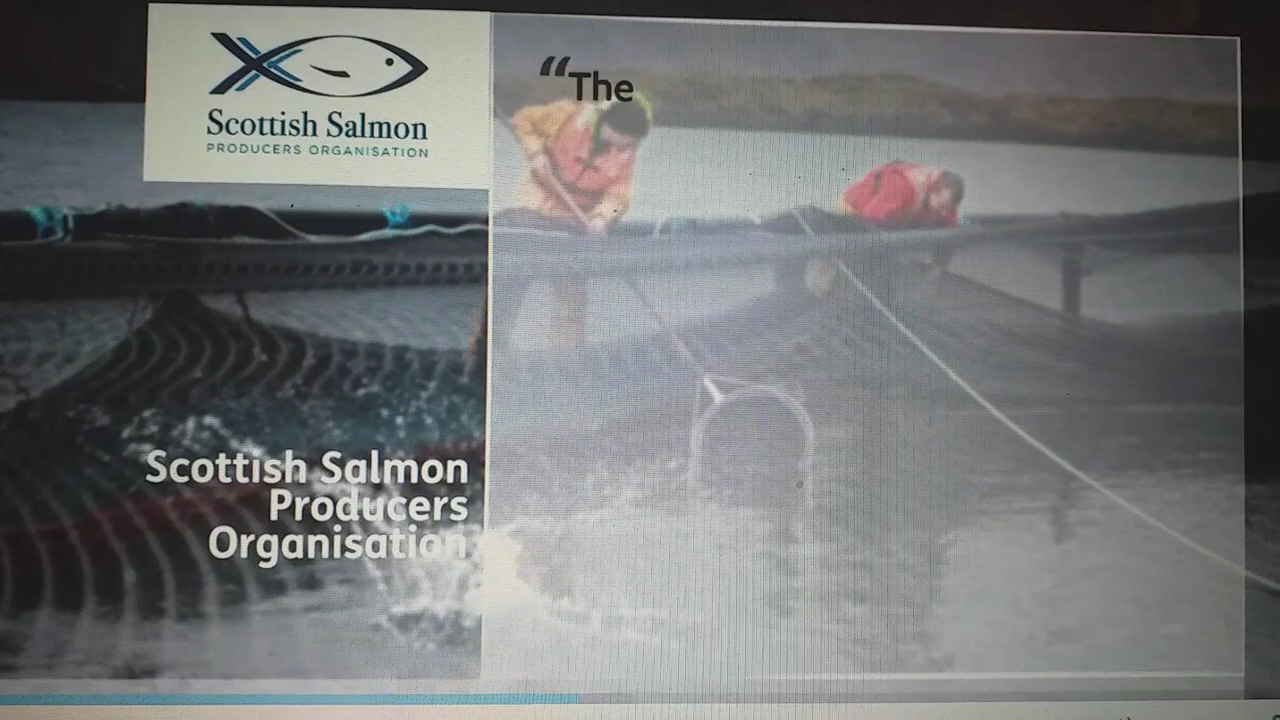 Scottish Salmon
PRODUCERS ORGANISATION
Scottish Salmon
Producers
Organisation
“The